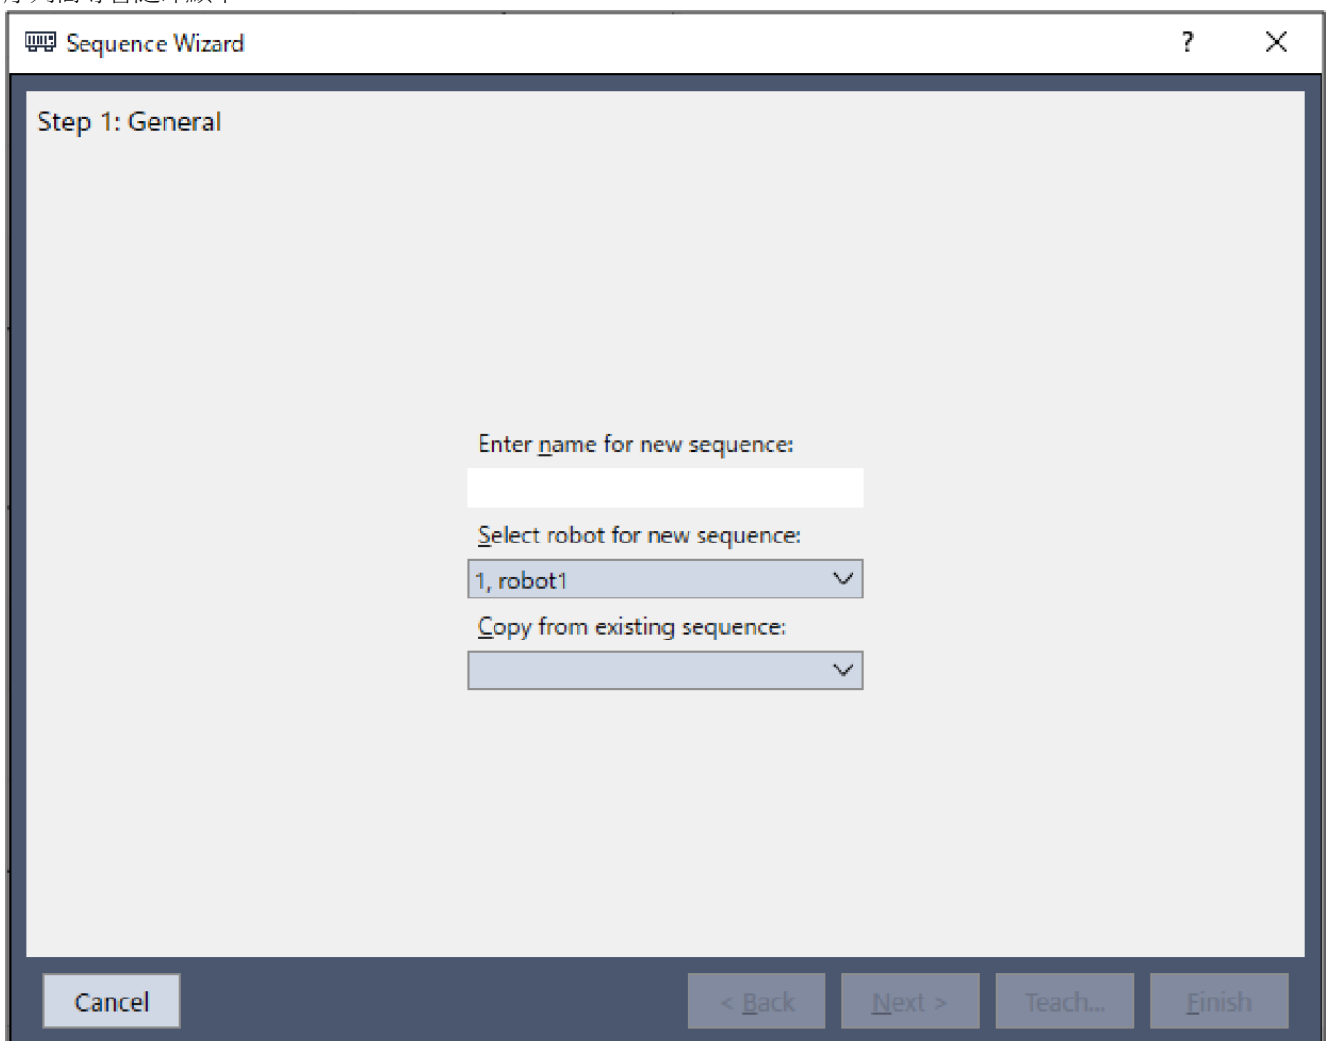 Sequence Wizard
?
Step 1: General
Enter name for new sequence:
Select robot for new sequence:
1, robot1
Copy from existing sequence:
Cancel
< Back
Next >
Teach...
Finish